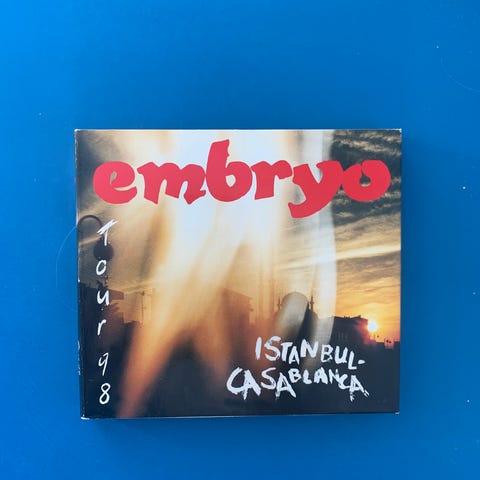 embryo
Tour 98
ISTANBUL-
CASABLANCA